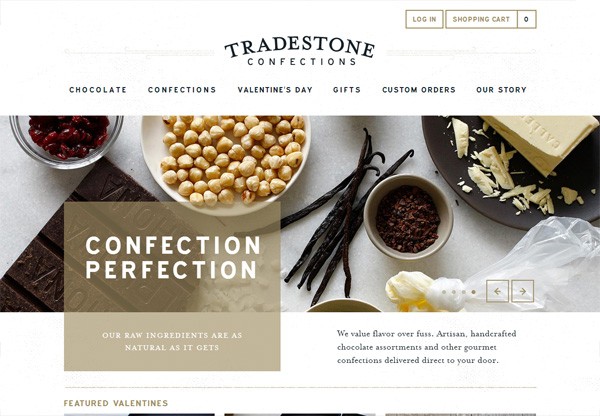 LOG IN
SHOPPING CART 0
TRADESTONE
CONFECTIONS
CHOCOLATE CONFECTIONS VALENTINE'S DAY GIFTS CUSTOM ORDERS OUR STORY
CONFECTION
PERFECTION
OUR RAW INGREDIENTS ARE AS
NATURAL AS IT GETS
We value flavor over fuss. Artisan, handcrafted
chocolate assortments and other gourmet
confections delivered direct to your door.
FEATURED VALENTINES